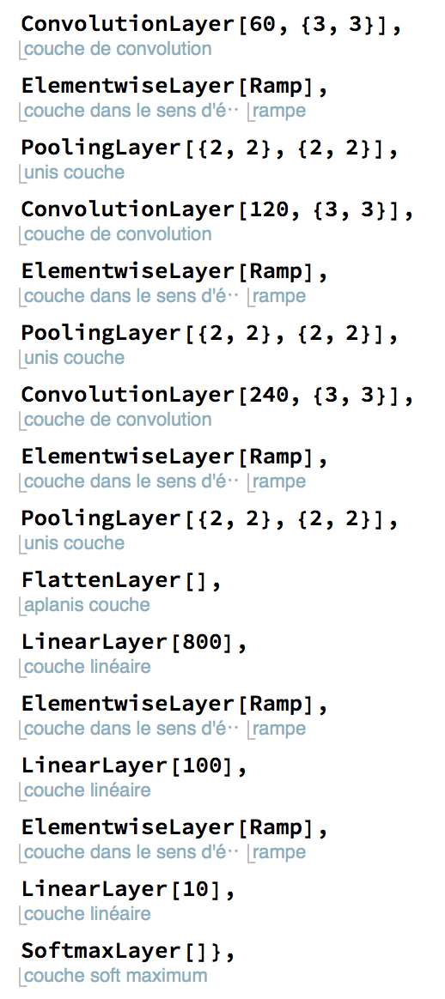 ConvolutionLayer[60, {3, 3}],
couche de convolution
ElementwiseLayer[Ramp],
couche dans le sens d'é·· rampe
PoolingLayer[{2, 2}, {2, 2}],
unis couche
ConvolutionLayer[120, {3, 3}],
couche de convolution
ElementwiseLayer[Ramp],
couche dans le sens d'é·· rampe
PoolingLayer[{2, 2}, {2, 2}],
unis couche
ConvolutionLayer[240, {3, 3}],
couche de convolution
ElementwiseLayer[Ramp],
couche dans le sens d'é·· rampe
PoolingLayer[{2, 2}, {2, 2}],
unis couche
FlattenLayer[],
aplanis couche
LinearLayer[800],
couche linéaire
ElementwiseLayer[Ramp],
couche dans le sens d'é·· rampe
LinearLayer[100],
couche linéaire
ElementwiseLayer[Ramp],
couche dans le sens d'é·· rampe
LinearLayer[10],
couche linéaire
SoftmaxLayer[]},
couche soft maximum